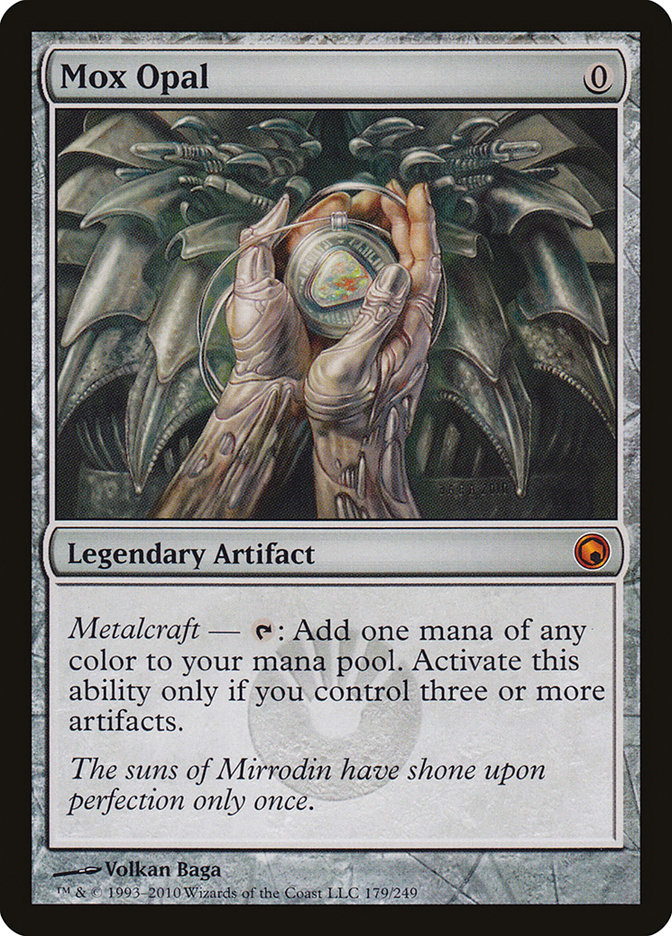 Mox Opal
0
Legendary Artifact
Metalcraft — : Add one mana of any
color to your mana pool. Activate this
ability only if you control three or more
artifacts.
The suns of Mirrodin have shone upon
perfection only once.
Volkan Baga
™ & © 1993–2010 Wizards of the Coast LLC 179/249